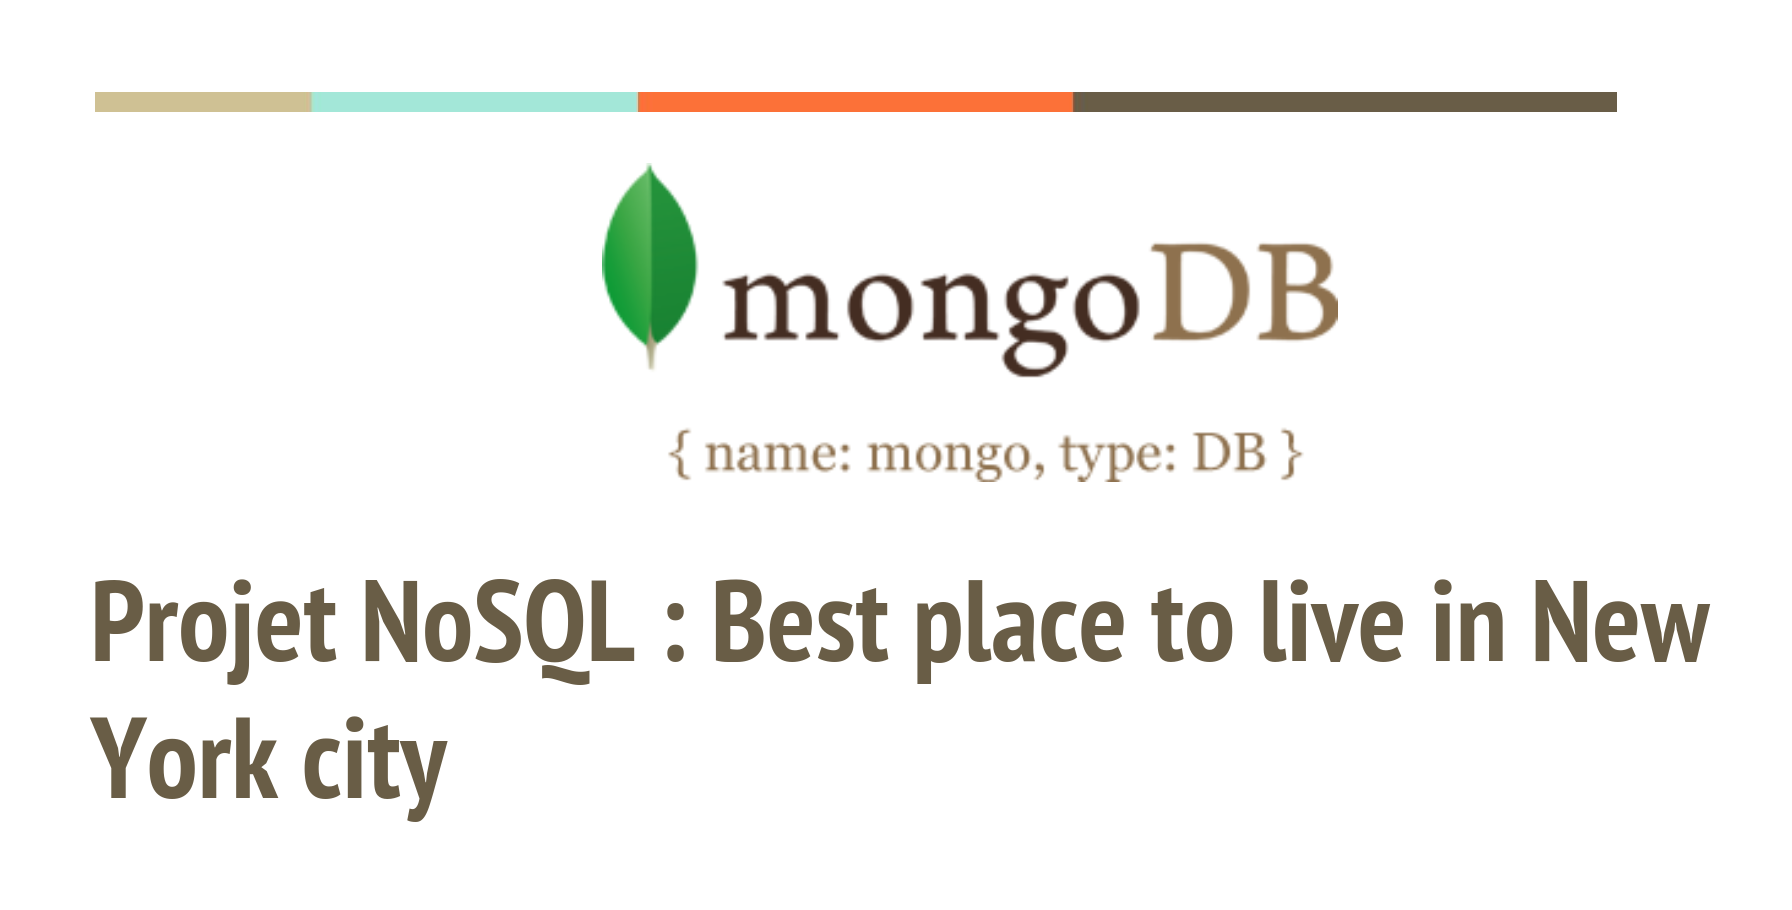 mongoDB
{ name: mongo, type: DB }
Projet NoSQL : Best place to live in New
York city